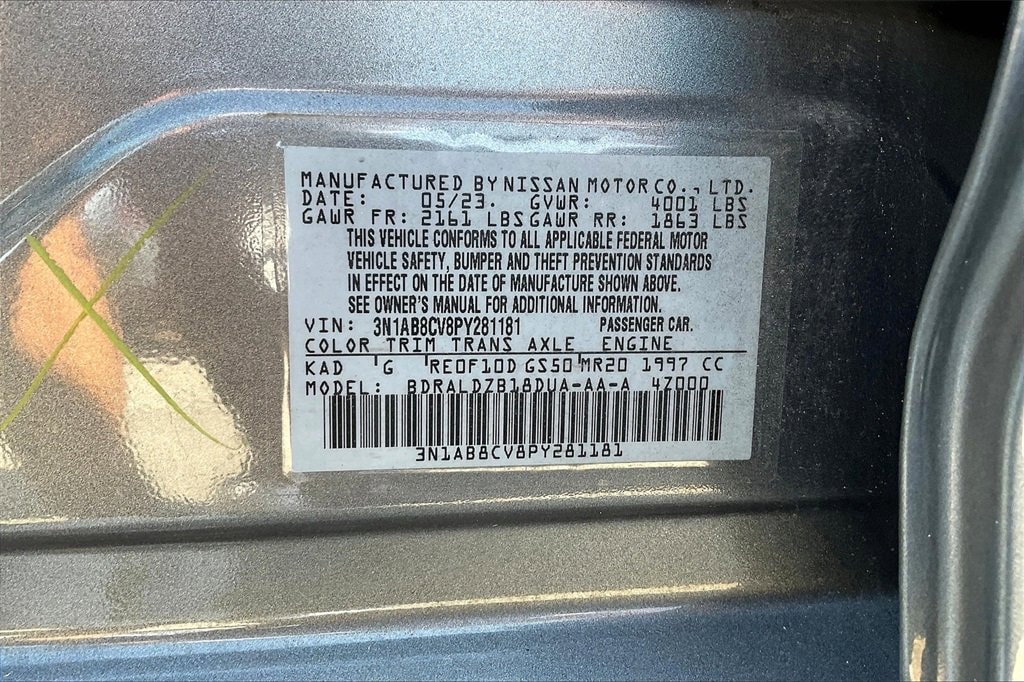 MANUFACTURED BY NISSAN MOTOR CO., LTD.
DATE: 05/23. GVWR: 4001 LBS
GAWR FR: 2161 LBS GAWR RR: 1863 LBS
THIS VEHICLE CONFORMS TO ALL APPLICABLE FEDERAL MOTOR
VEHICLE SAFETY, BUMPER AND THEFT PREVENTION STANDARDS
IN EFFECT ON THE DATE OF MANUFACTURE SHOWN ABOVE.
SEE OWNER'S MANUAL FOR ADDITIONAL INFORMATION.
VIN: 3N1AB8CV8PY281181 PASSENGER CAR.
COLOR TRIM TRANS AXLE ENGINE
KAD G RE0F10D GS50 MR20 1997 CC
MODEL: BDRALDZB18DUA-AA-A 4Z000
3N1AB8CV8PY281181